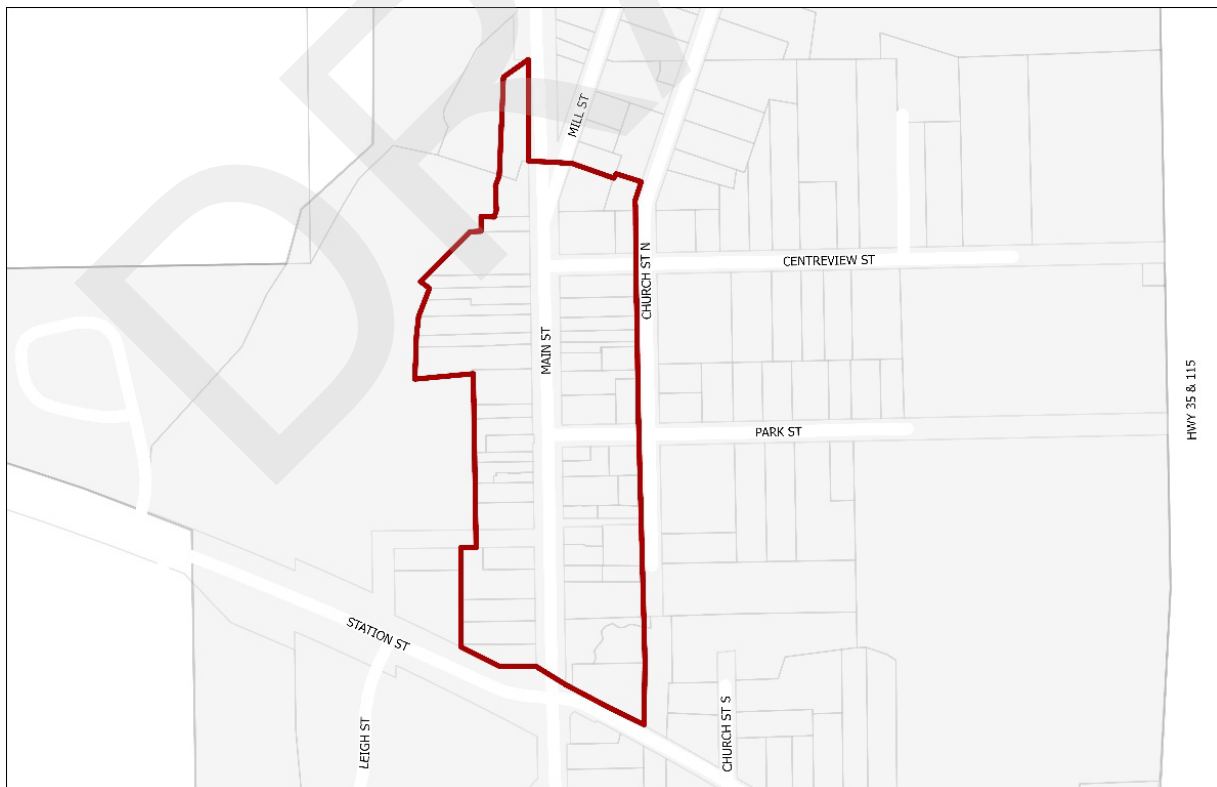 MILL ST
CHURCH ST N
CENTREVIEW ST
MAIN ST
HWY 35 & 115
PARK ST
STATION ST
LEIGH ST
CHURCH ST S